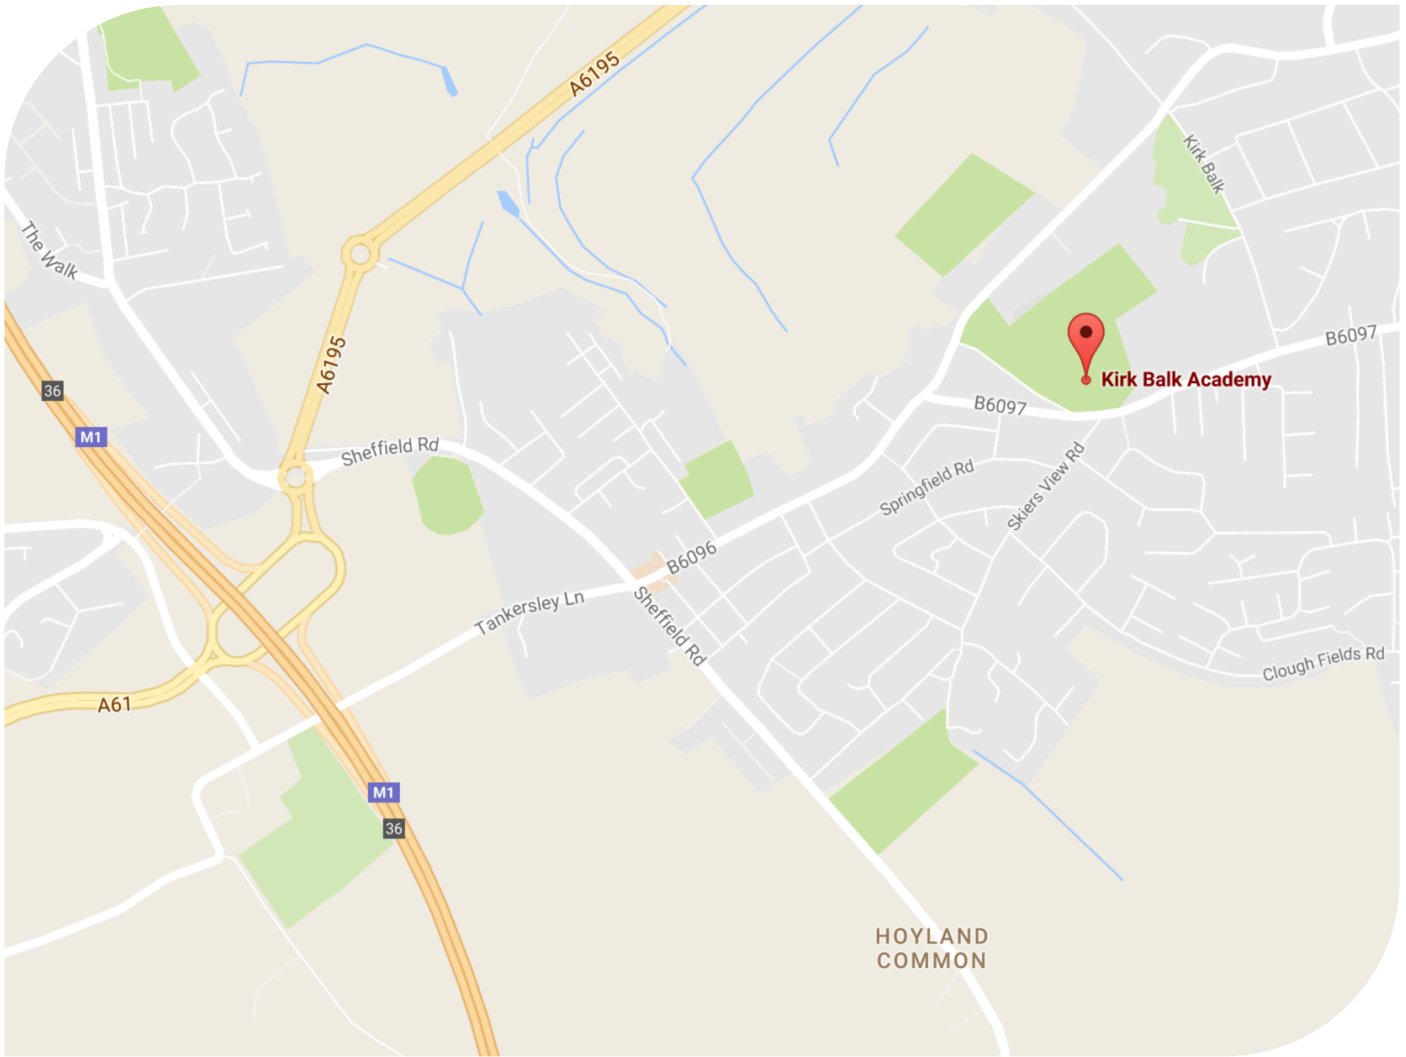 A6195
Kirk Balk
The Walk
B6097
A6195
36
Kirk Balk Academy
B6097
M1
Sheffield Rd
Springfield Rd
Skiers View Rd
B6096
Tankersley Ln
Sheffield Rd
Clough Fields Rd
A61
M1
36
HOYLAND
COMMON